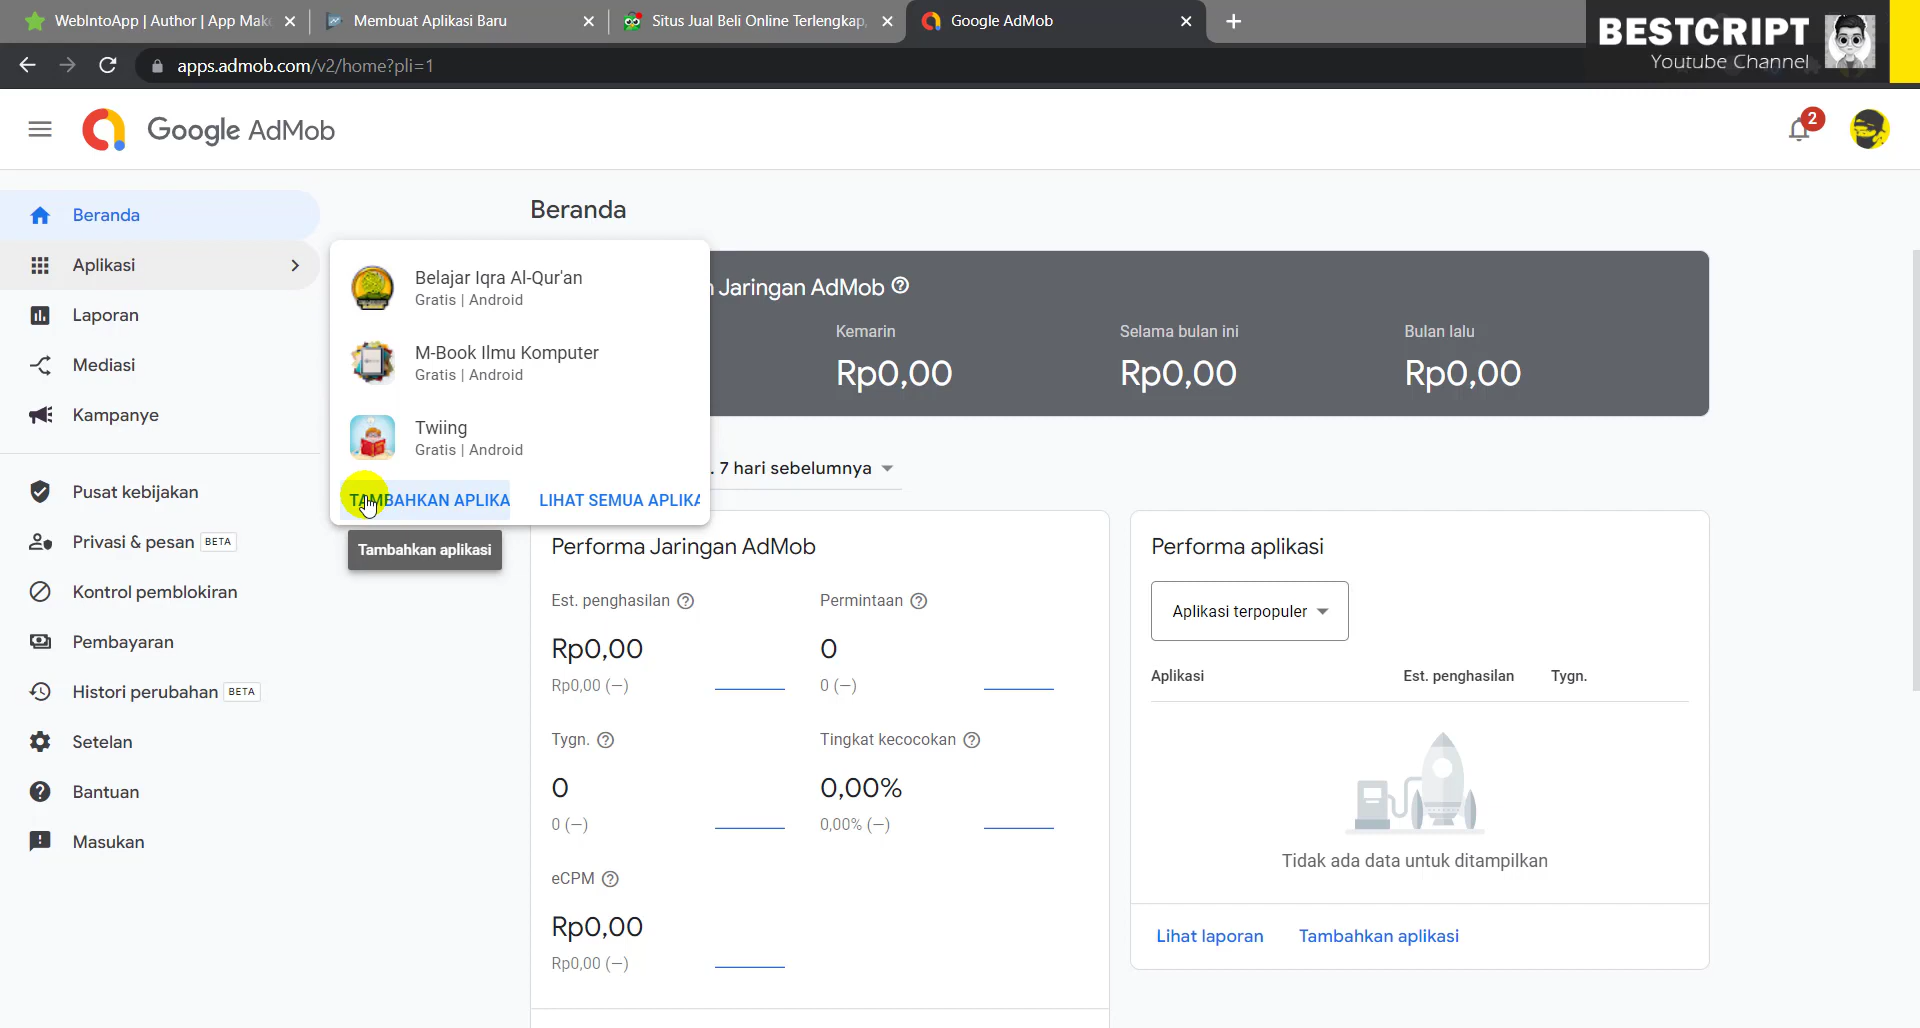 WebIntoApp | Author | App Make
Membuat Aplikasi Baru
Situs Jual Beli Online Terlengkap,
Google AdMob
BESTCRIPT
Youtube Channel
apps.admob.com/v2/home?pli=1
Google AdMob
2
Beranda
Aplikasi
Laporan
Mediasi
Kampanye
Pusat kebijakan
Privasi & pesan BETA
Kontrol pemblokiran
Pembayaran
Histori perubahan BETA
Setelan
Bantuan
Masukan
Belajar Iqra Al-Qur'an
Gratis | Android
M-Book Ilmu Komputer
Gratis | Android
Twiing
Gratis | Android
TAMBAHKAN APLIKA
LIHAT SEMUA APLIKA
Tambahkan aplikasi
Beranda
n Jaringan AdMob
Kemarin
Rp0,00
Selama bulan ini
Rp0,00
Bulan lalu
Rp0,00
. 7 hari sebelumnya
Performa Jaringan AdMob
Est. penghasilan
Rp0,00
Rp0,00 (—)
Permintaan
0
0 (—)
Tygn.
0
0 (—)
Tingkat kecocokan
0,00%
0,00% (—)
eCPM
Rp0,00
Rp0,00 (—)
Performa aplikasi
Aplikasi terpopuler
Aplikasi
Est. penghasilan
Tygn.
Tidak ada data untuk ditampilkan
Lihat laporan
Tambahkan aplikasi